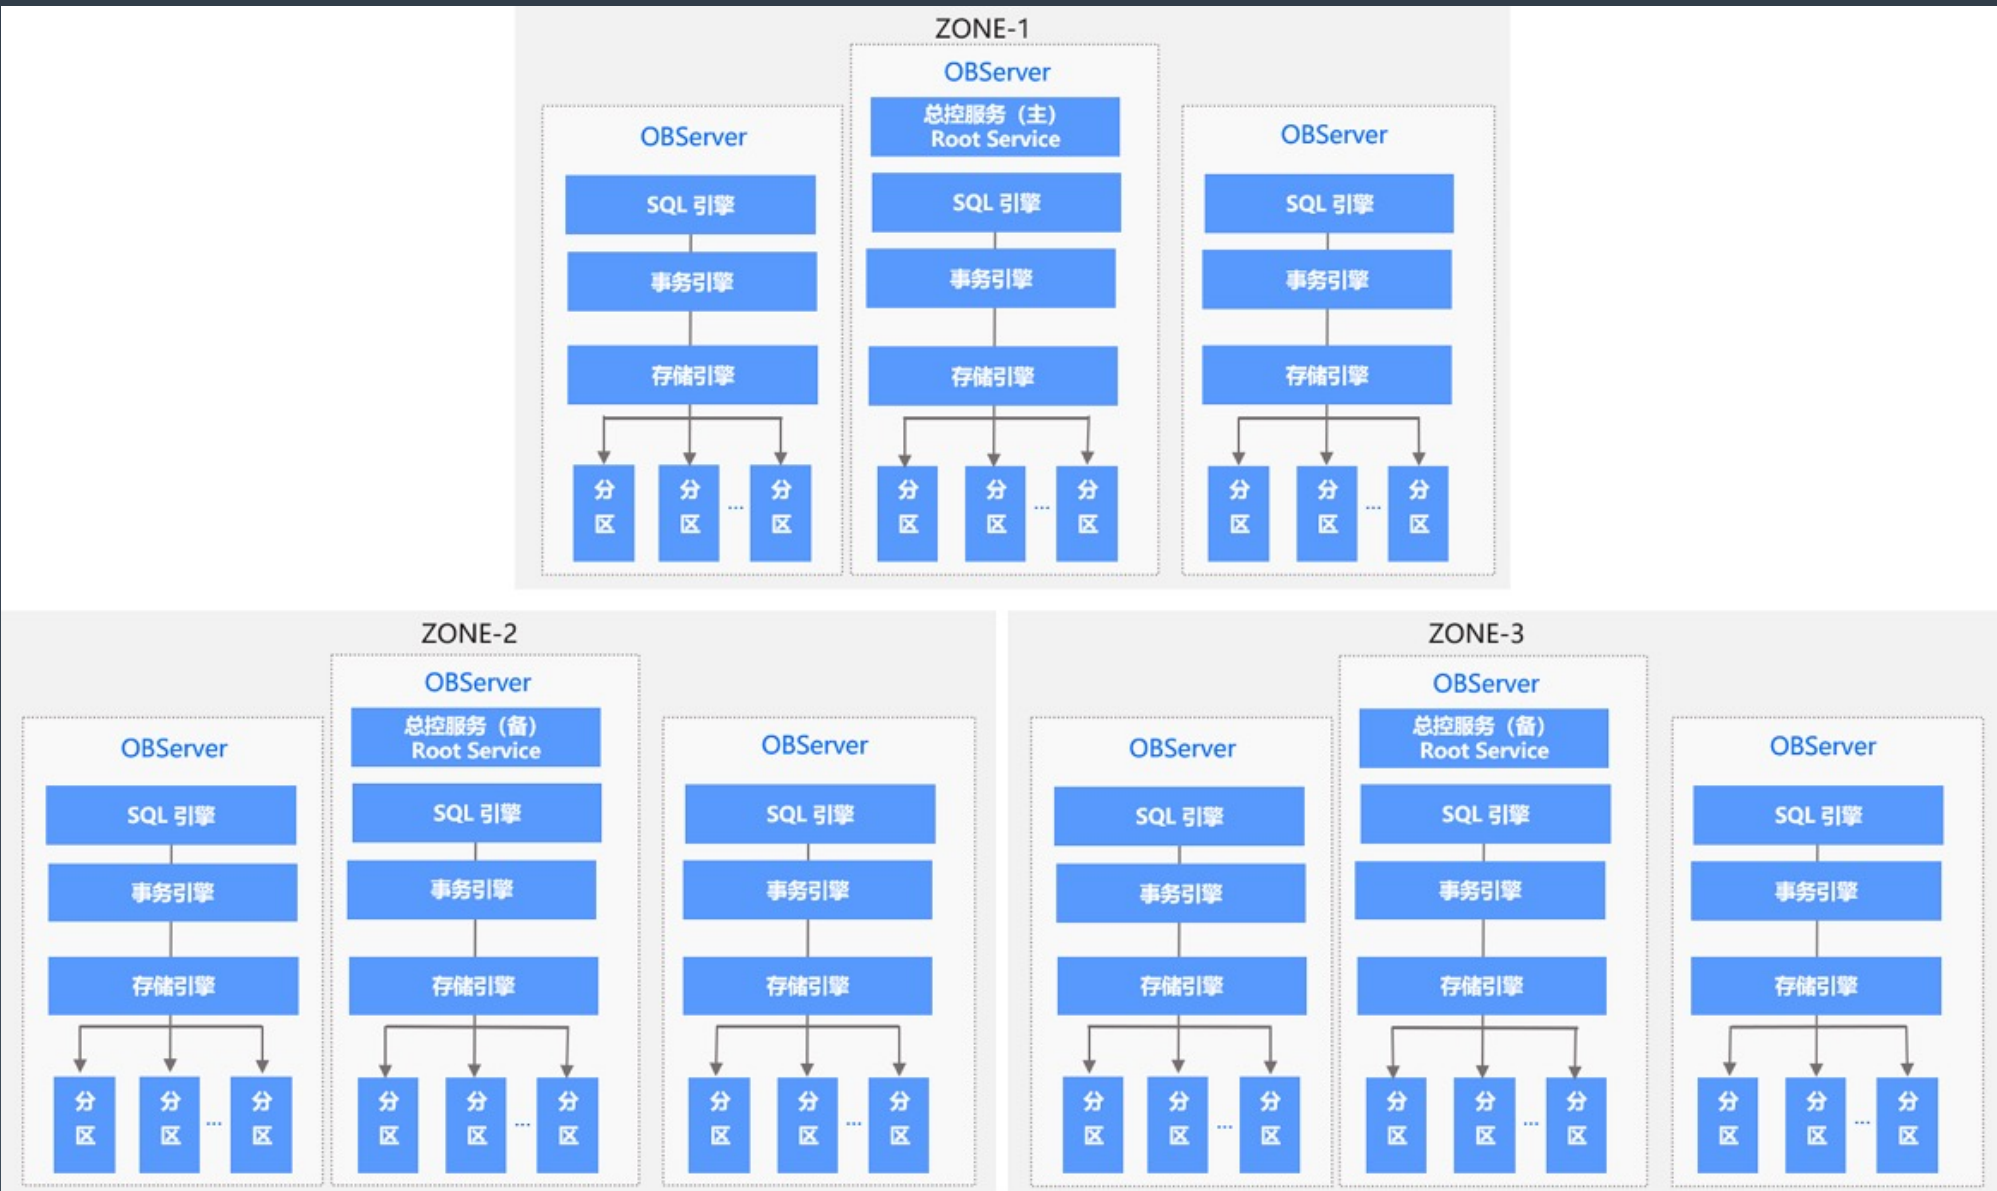 ZONE-1
OBServer
总控服务（主）
Root Service
SQL 引擎
事务引擎
存储引擎
分
区
分
区
...
分
区
OBServer
SQL 引擎
事务引擎
存储引擎
分
区
分
区
...
分
区
OBServer
SQL 引擎
事务引擎
存储引擎
分
区
分
区
...
分
区
ZONE-2
OBServer
SQL 引擎
事务引擎
存储引擎
分
区
分
区
...
分
区
OBServer
总控服务（备）
Root Service
SQL 引擎
事务引擎
存储引擎
分
区
分
区
...
分
区
OBServer
SQL 引擎
事务引擎
存储引擎
分
区
分
区
...
分
区
ZONE-3
OBServer
SQL 引擎
事务引擎
存储引擎
分
区
分
区
...
分
区
OBServer
总控服务（备）
Root Service
SQL 引擎
事务引擎
存储引擎
分
区
分
区
...
分
区
OBServer
SQL 引擎
事务引擎
存储引擎
分
区
分
区
...
分
区